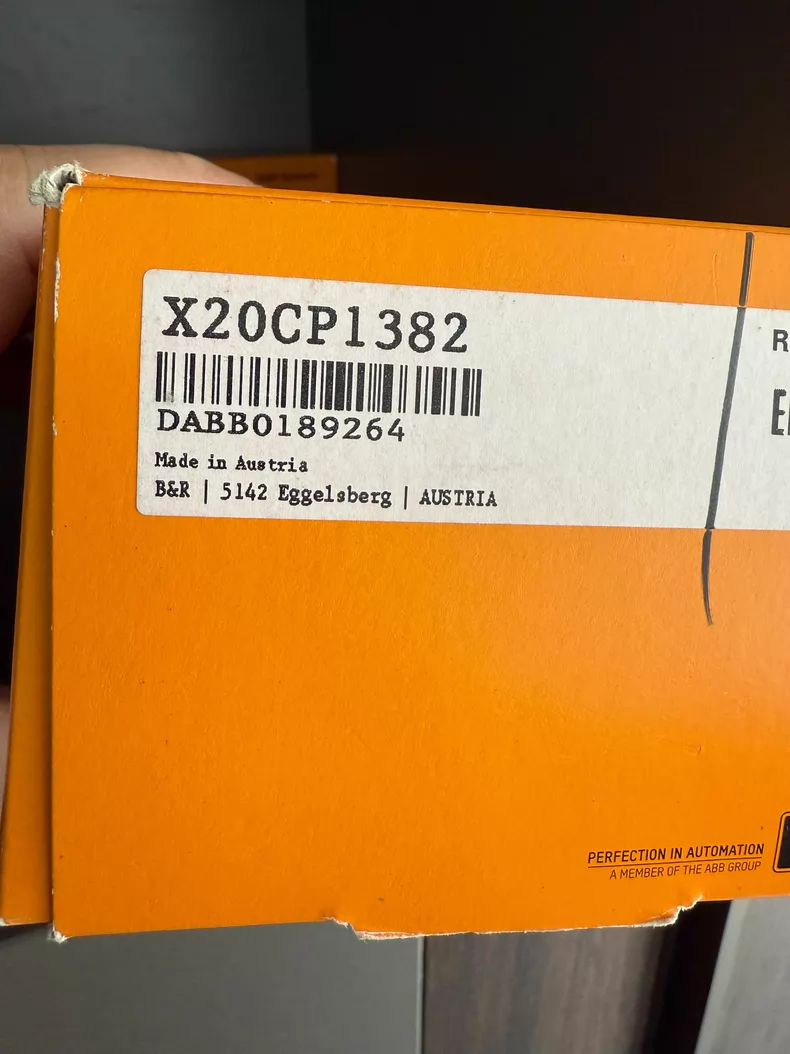 X20CP1382
DABB0189264
Made in Austria
B&R | 5142 Eggelsberg | AUSTRIA
PERFECTION IN AUTOMATION
A MEMBER OF THE ABB GROUP